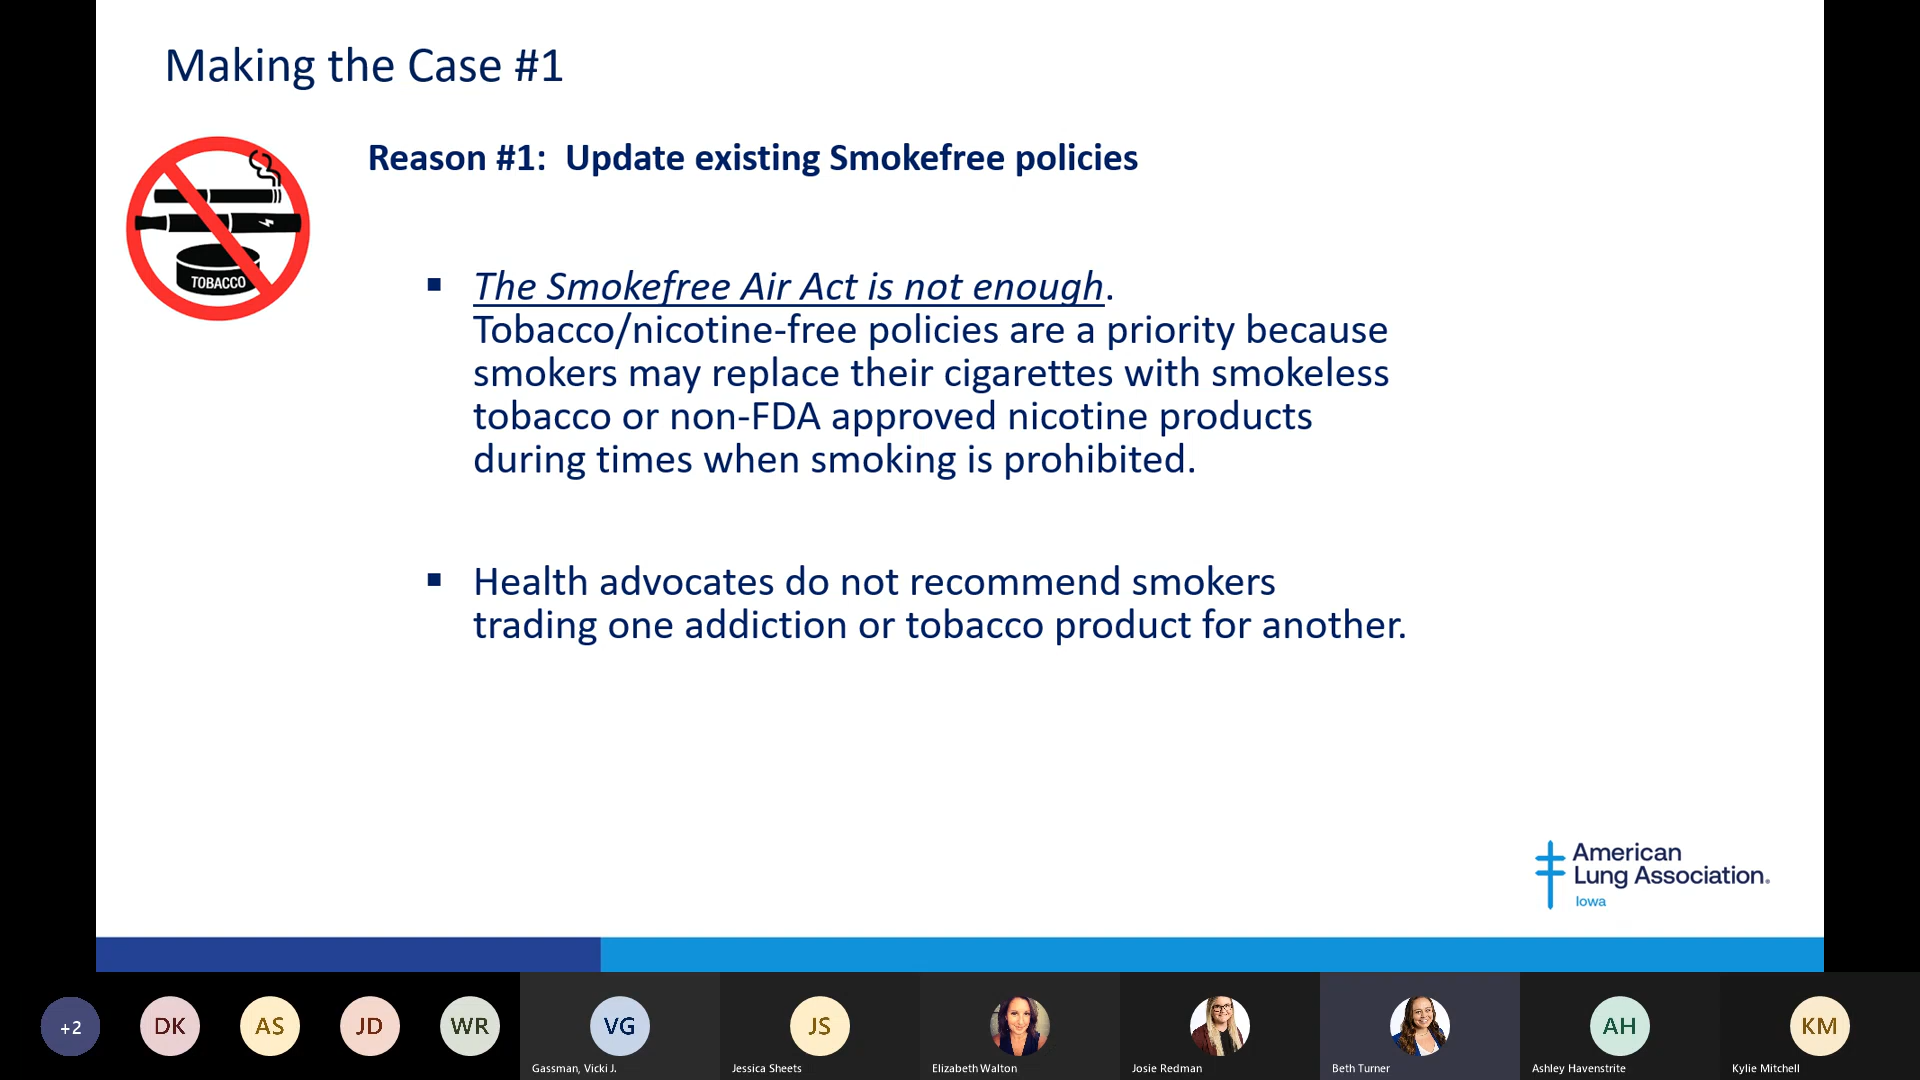 Making the Case #1
Reason #1: Update existing Smokefree policies
TOBACCO
▪ The Smokefree Air Act is not enough.
Tobacco/nicotine-free policies are a priority because
smokers may replace their cigarettes with smokeless
tobacco or non-FDA approved nicotine products
during times when smoking is prohibited.
▪ Health advocates do not recommend smokers
trading one addiction or tobacco product for another.
American
Lung Association.
Iowa
+2
DK
AS
JD
WR
VG
JS
AH
KM
Gassman, Vicki J.
Jessica Sheets
Elizabeth Walton
Josie Redman
Beth Turner
Ashley Havenstrite
Kylie Mitchell